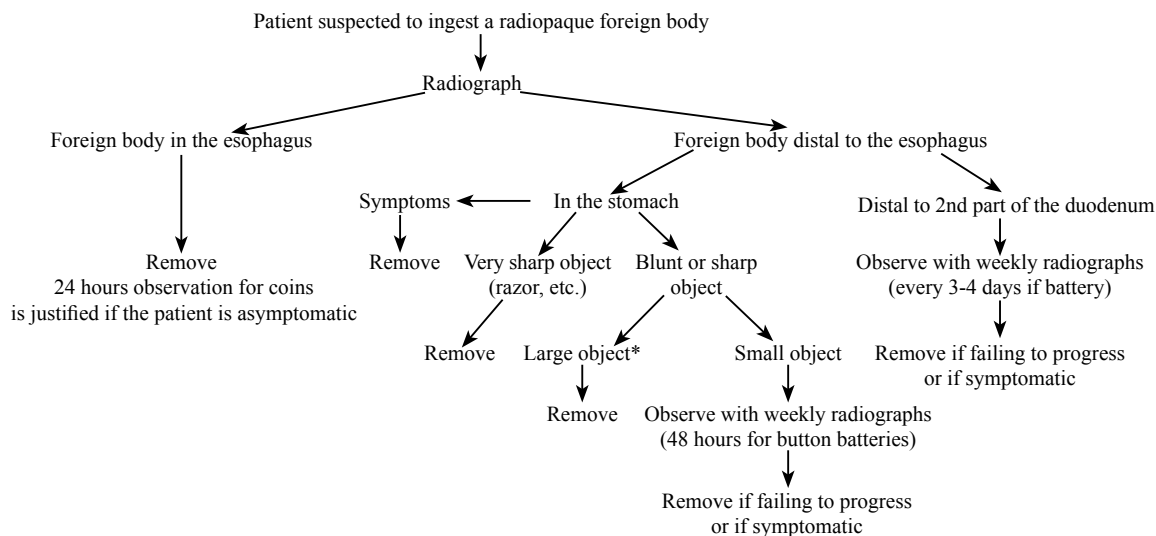 Patient suspected to ingest a radiopaque foreign body
Radiograph
Foreign body in the esophagus
Foreign body distal to the esophagus
Symptoms
In the stomach
Distal to 2nd part of the duodenum
Remove
24 hours observation for coins
is justified if the patient is asymptomatic
Remove
Very sharp object
(razor, etc.)
Blunt or sharp
object
Observe with weekly radiographs
(every 3-4 days if battery)
Remove
Large object*
Small object
Remove if failing to progress
or if symptomatic
Remove
Observe with weekly radiographs
(48 hours for button batteries)
Remove if failing to progress
or if symptomatic